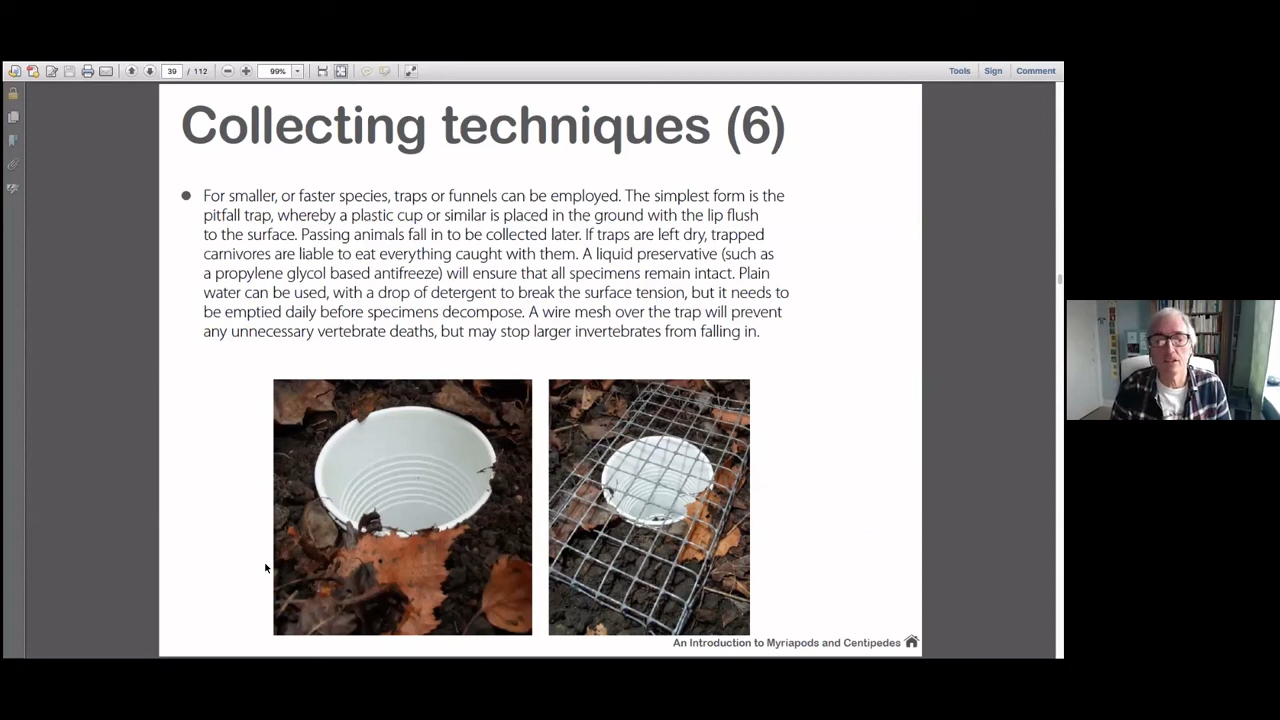 39 / 112
99%
Tools Sign Comment
Collecting techniques (6)
For smaller, or faster species, traps or funnels can be employed. The simplest form is the
pitfall trap, whereby a plastic cup or similar is placed in the ground with the lip flush
to the surface. Passing animals fall in to be collected later. If traps are left dry, trapped
carnivores are liable to eat everything caught with them. A liquid preservative (such as
a propylene glycol based antifreeze) will ensure that all specimens remain intact. Plain
water can be used, with a drop of detergent to break the surface tension, but it needs to
be emptied daily before specimens decompose. A wire mesh over the trap will prevent
any unnecessary vertebrate deaths, but may stop larger invertebrates from falling in.
An Introduction to Myriapods and Centipedes